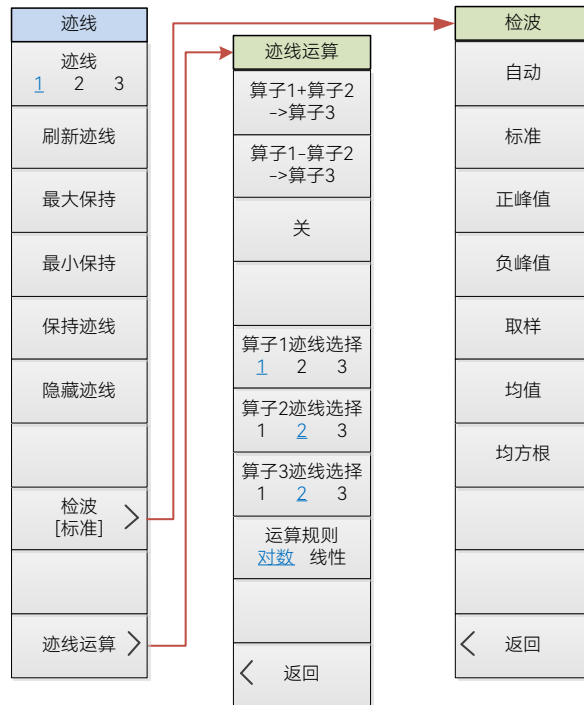 迹线
迹线
1 2 3
刷新迹线
最大保持
最小保持
保持迹线
隐藏迹线
检波
[标准]
迹线运算
迹线运算
算子1+算子2
->算子3
算子1-算子2
->算子3
关
算子1迹线选择
1 2 3
算子2迹线选择
1 2 3
算子3迹线选择
1 2 3
运算规则
对数 线性
返回
检波
自动
标准
正峰值
负峰值
取样
均值
均方根
返回